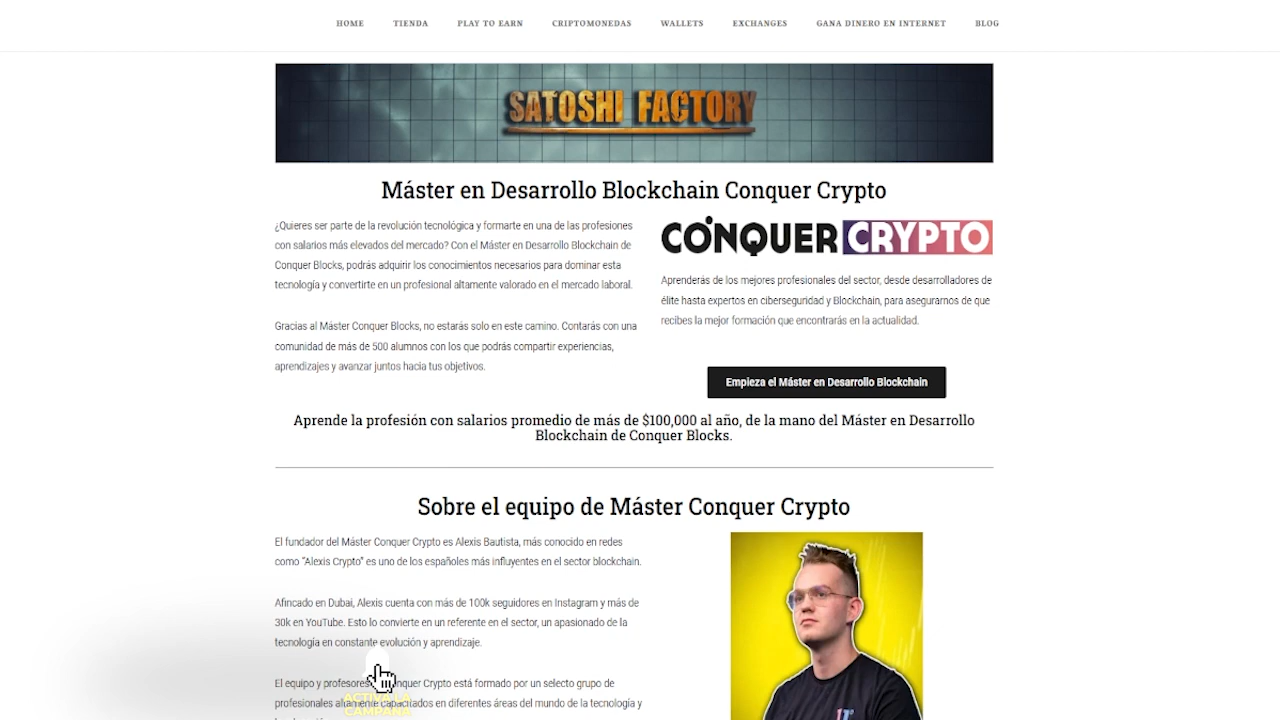 HOME TIENDA PLAY TO EARN CRIPTOMONEDAS WALLETS EXCHANGES GANA DINERO EN INTERNET BLOG
SATOSHI FACTORY
Máster en Desarrollo Blockchain Conquer Crypto
¿Quieres ser parte de la revolución tecnológica y formarte en una de las profesiones
con salarios más elevados del mercado? Con el Máster en Desarrollo Blockchain de
Conquer Blocks, podrás adquirir los conocimientos necesarios para dominar esta
tecnología y convertirte en un profesional altamente valorado en el mercado laboral.
Gracias al Máster Conquer Blocks, no estarás solo en este camino. Contarás con una
comunidad de más de 500 alumnos con los que podrás compartir experiencias,
aprendizajes y avanzar juntos hacia tus objetivos.
CONQUER CRYPTO
Aprenderás de los mejores profesionales del sector, desde desarrolladores de
élite hasta expertos en ciberseguridad y Blockchain, para asegurarnos de que
recibes la mejor formación que encontrarás en la actualidad.
Empieza el Máster en Desarrollo Blockchain
Aprende la profesión con salarios promedio de más de $100,000 al año, de la mano del Máster en Desarrollo
Blockchain de Conquer Blocks.
Sobre el equipo de Máster Conquer Crypto
El fundador del Máster Conquer Crypto es Alexis Bautista, más conocido en redes
como “Alexis Crypto” es uno de los españoles más influyentes en el sector blockchain.
Afincado en Dubai, Alexis cuenta con más de 100k seguidores en Instagram y más de
30k en YouTube. Esto lo convierte en un referente en el sector, un apasionado de la
tecnología en constante evolución y aprendizaje.
El equipo y profesores nquer Crypto está formado por un selecto grupo de
profesionales altamente capacitados en diferentes áreas del mundo de la tecnología y
ACTIVA LA
CAMPANA